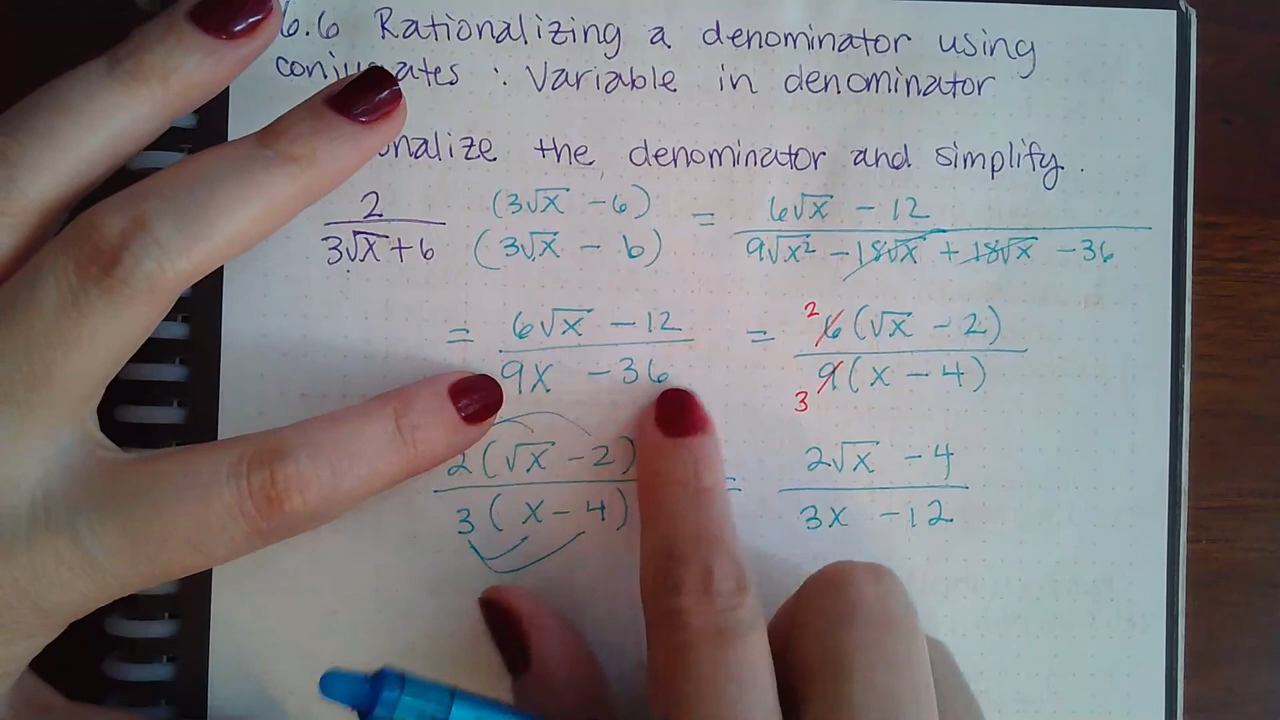 6.6 Rationalizing a denominator using
conjugates : Variable in denominator
onalize the denominator and simplify.
2 (3√x - 6) = 6√x - 12
3√x + 6 (3√x - 6) 9√x² - 18√x + 18√x - 36
= 6√x - 12 = 2 6(√x - 2)
9x - 36 9(x - 4)
3
2(√x - 2) = 2√x - 4
3(x - 4) 3x - 12